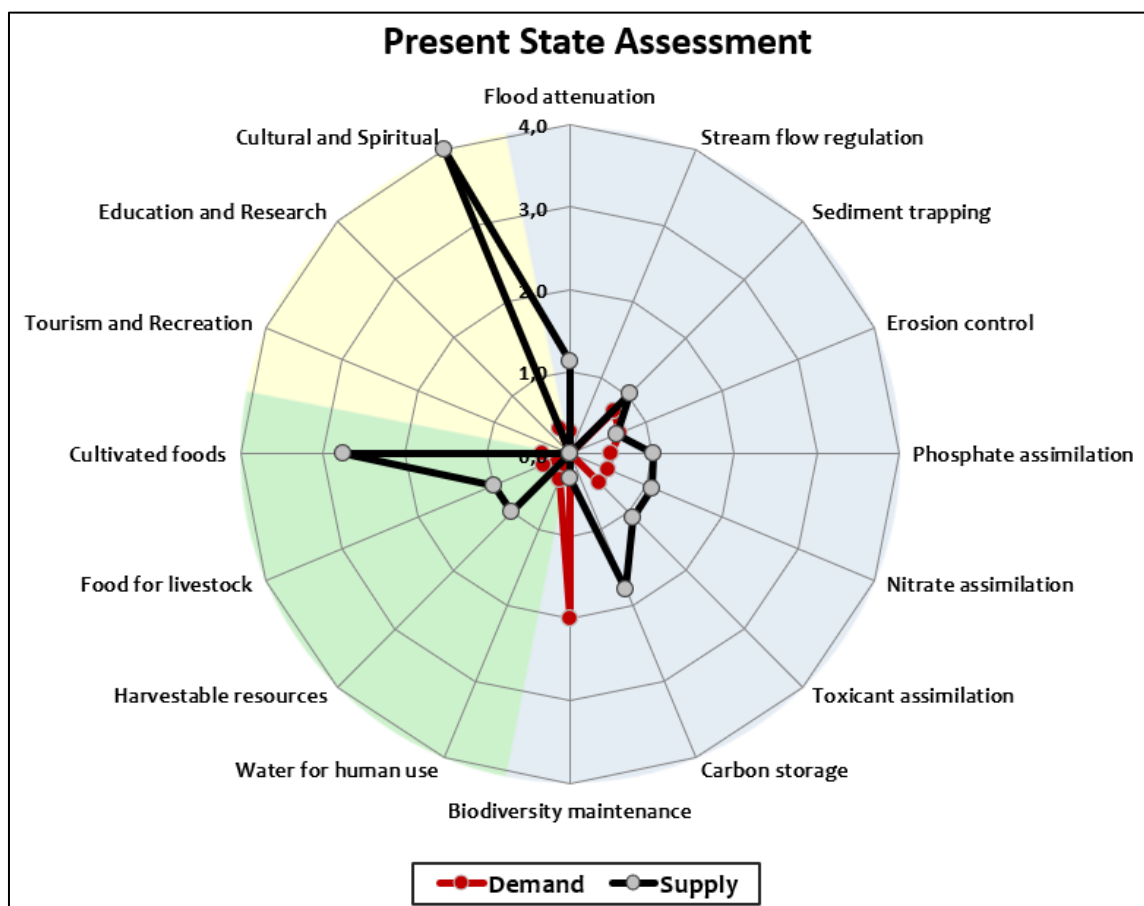 Present State Assessment
Flood attenuation
Cultural and Spiritual
4,0
Stream flow regulation
Education and Research
3,0
Sediment trapping
Tourism and Recreation
2,0
Erosion control
1,0
Cultivated foods
0,0
Phosphate assimilation
Food for livestock
Nitrate assimilation
Harvestable resources
Toxicant assimilation
Water for human use
Carbon storage
Biodiversity maintenance
Demand
Supply